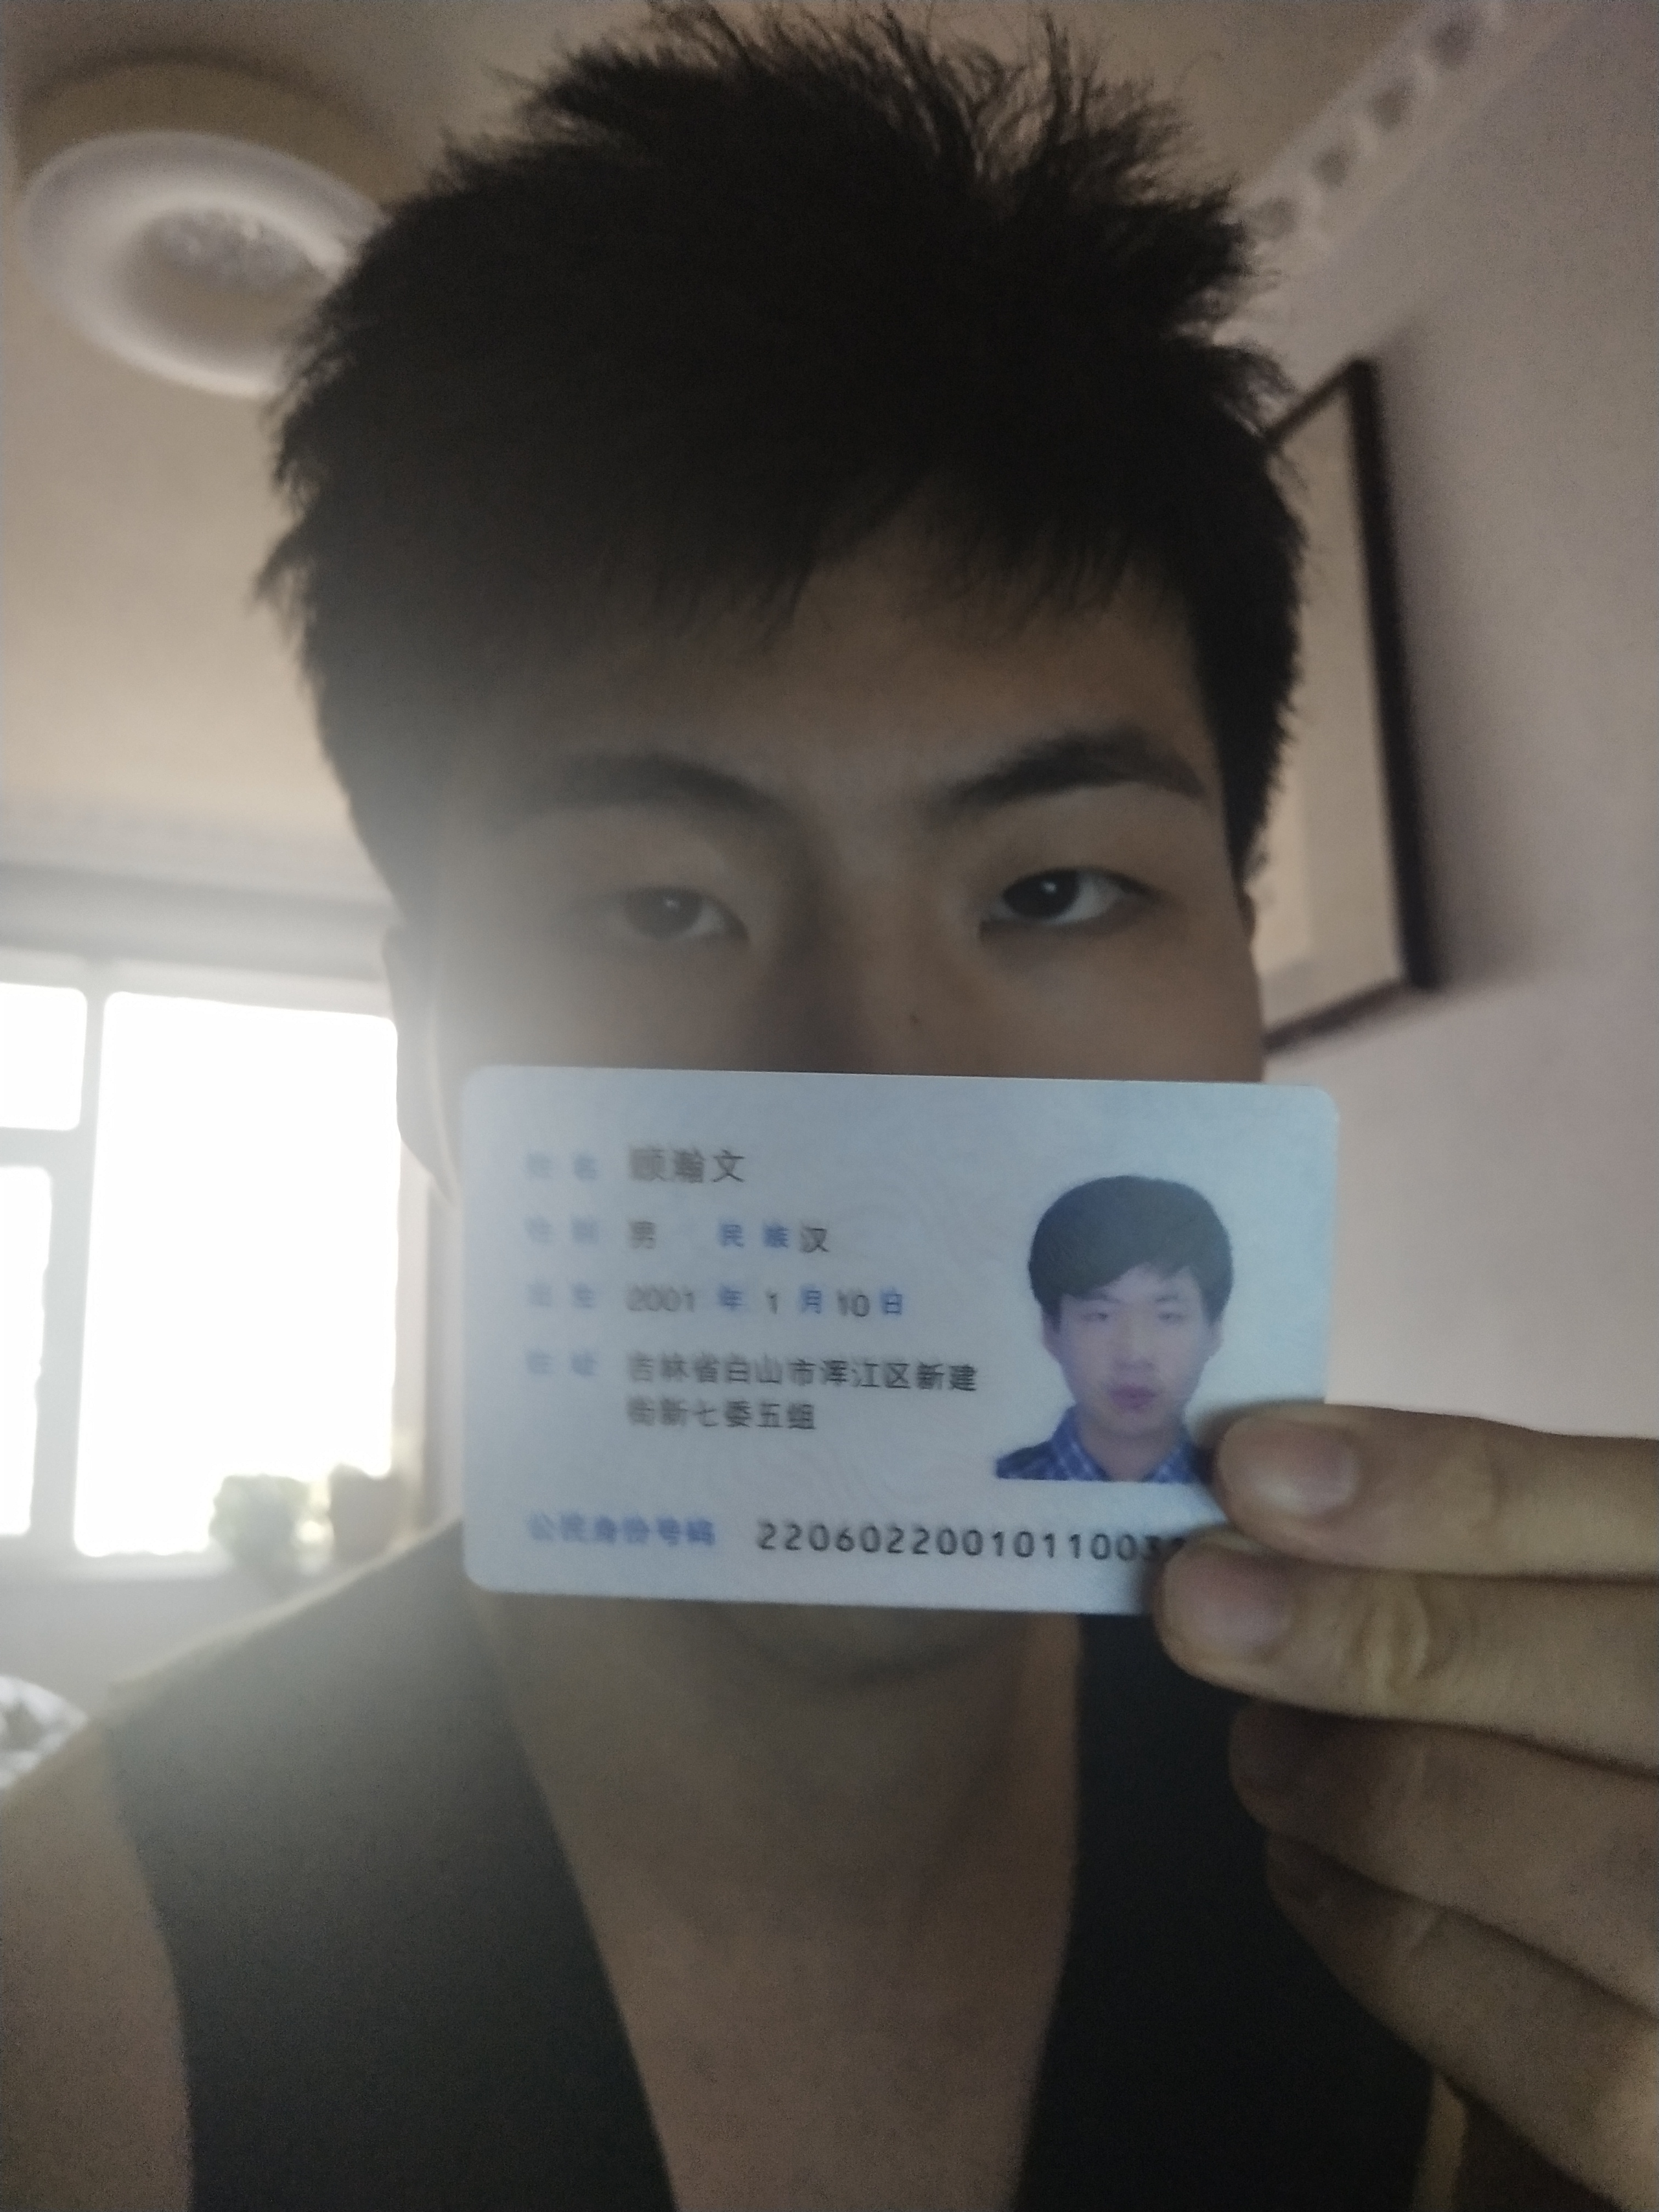 姓名 顾瀚文
性别 男 民族 汉
出生 2001 年 1 月 10 日
住址 吉林省白山市浑江区新建
街新七委五组
公民身份号码 2206022001011003